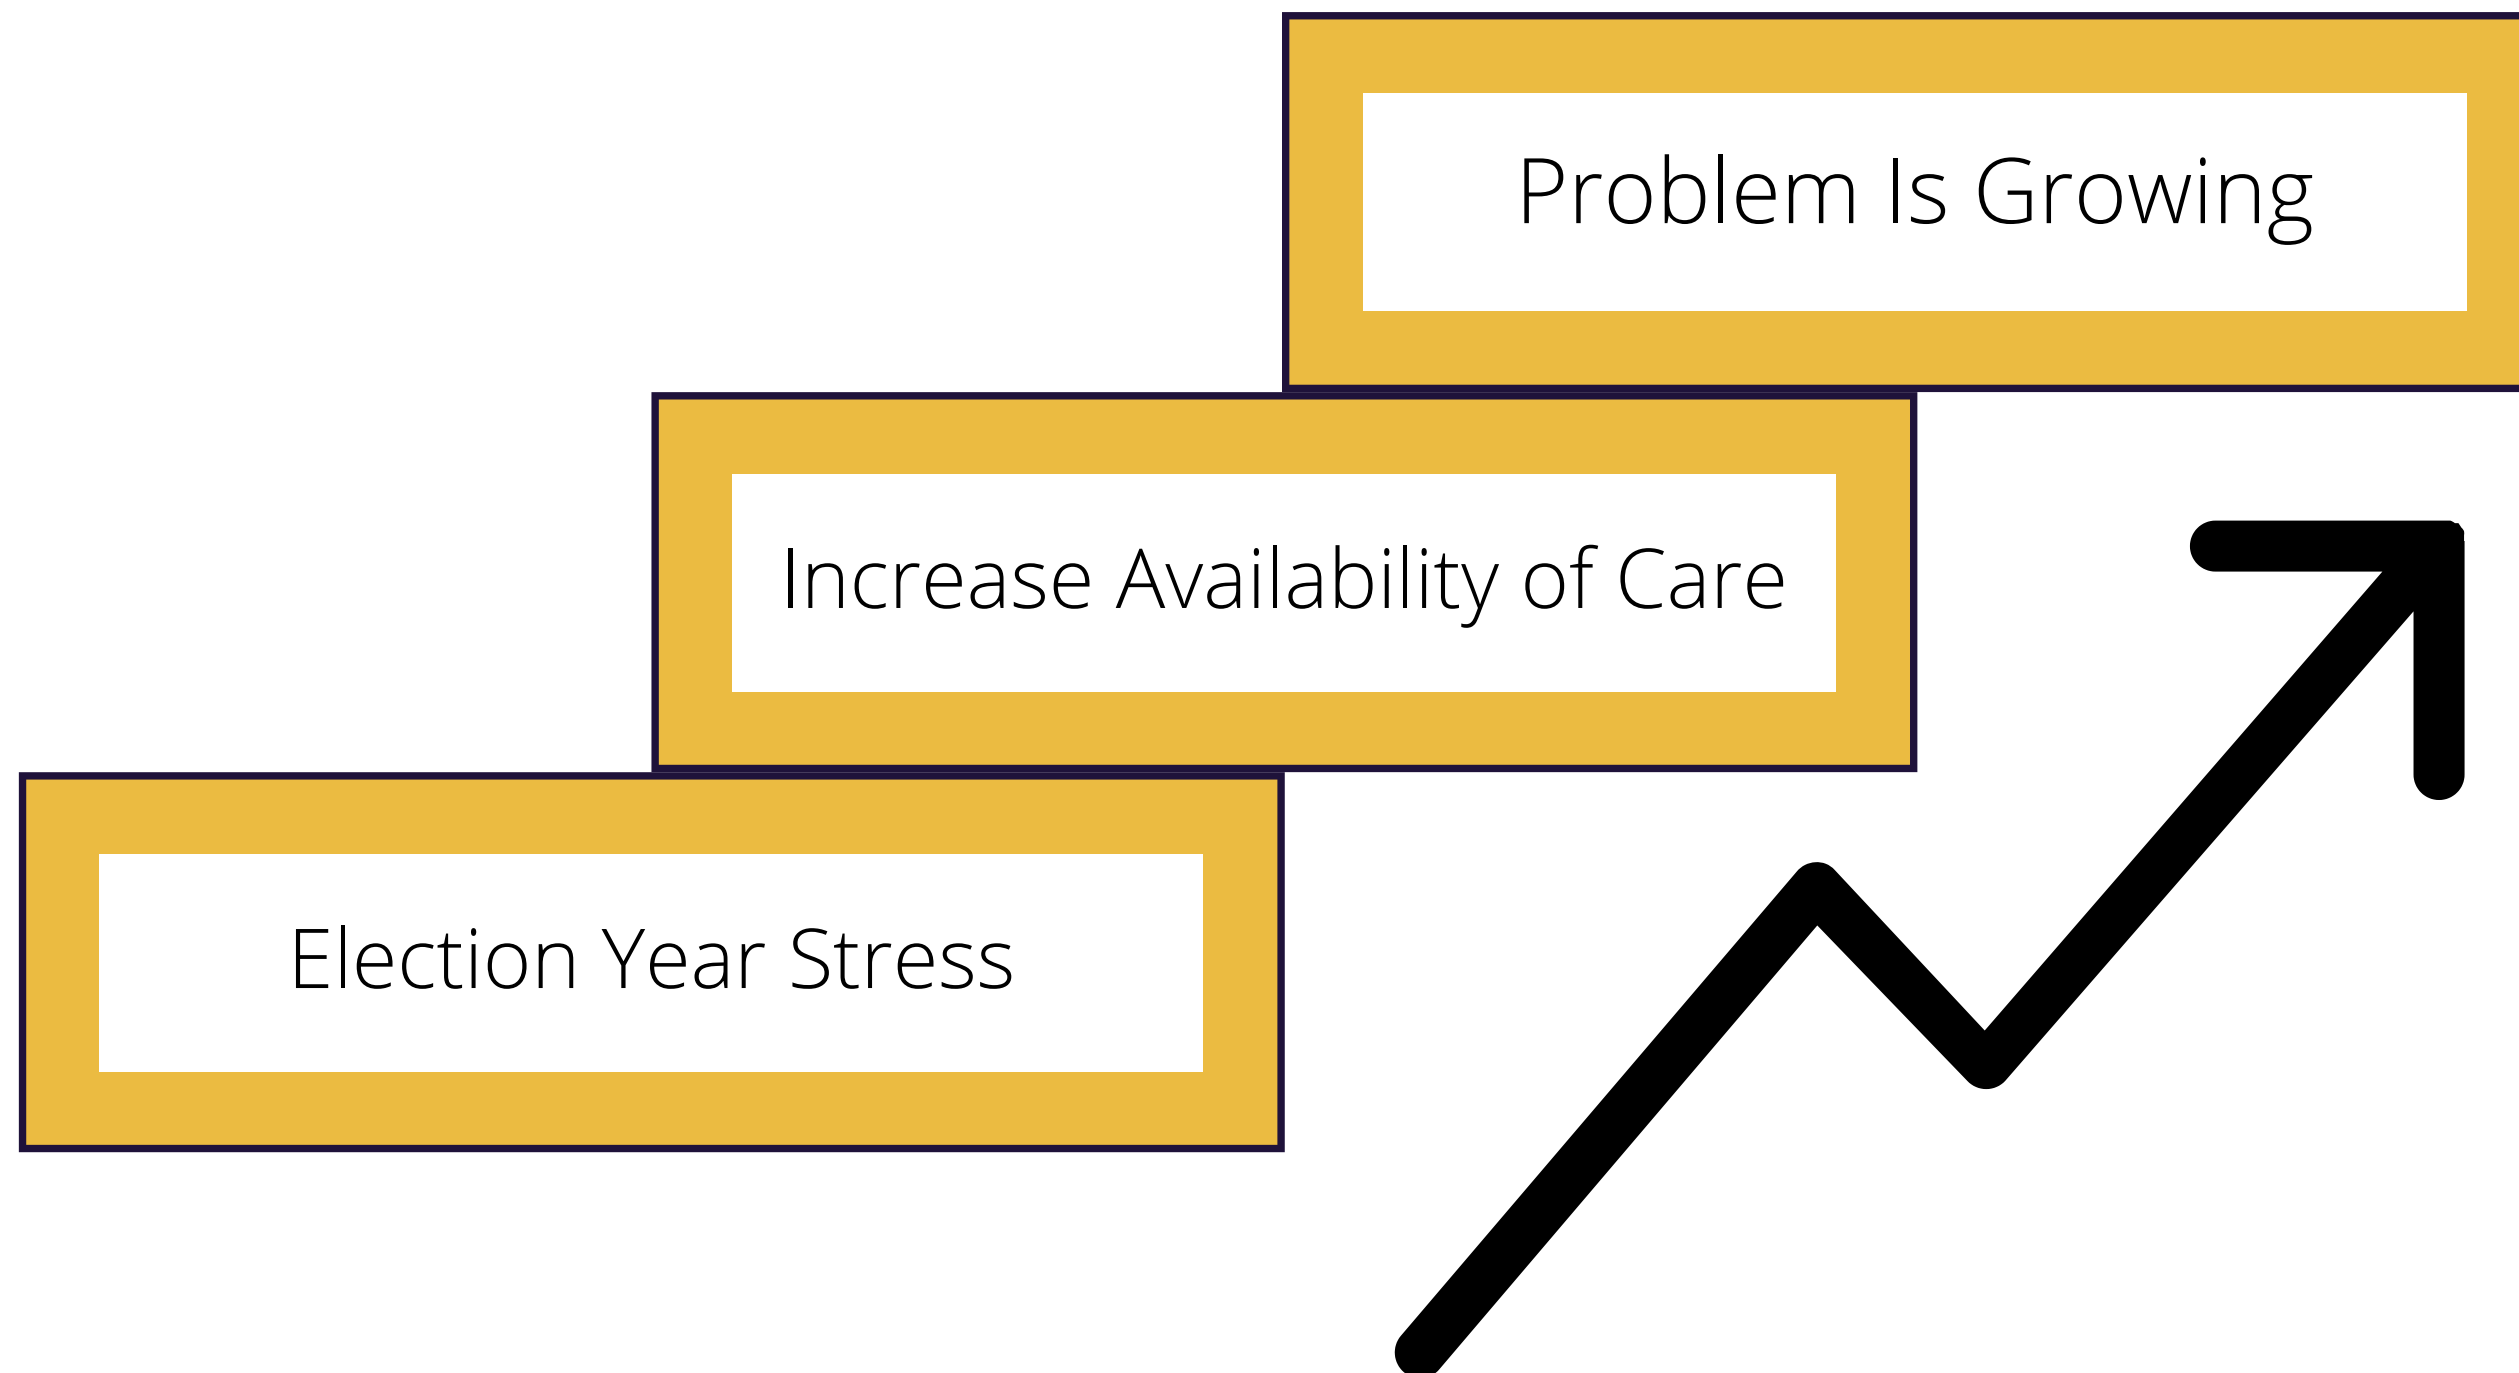 Problem Is Growing
Increase Availability of Care
Election Year Stress